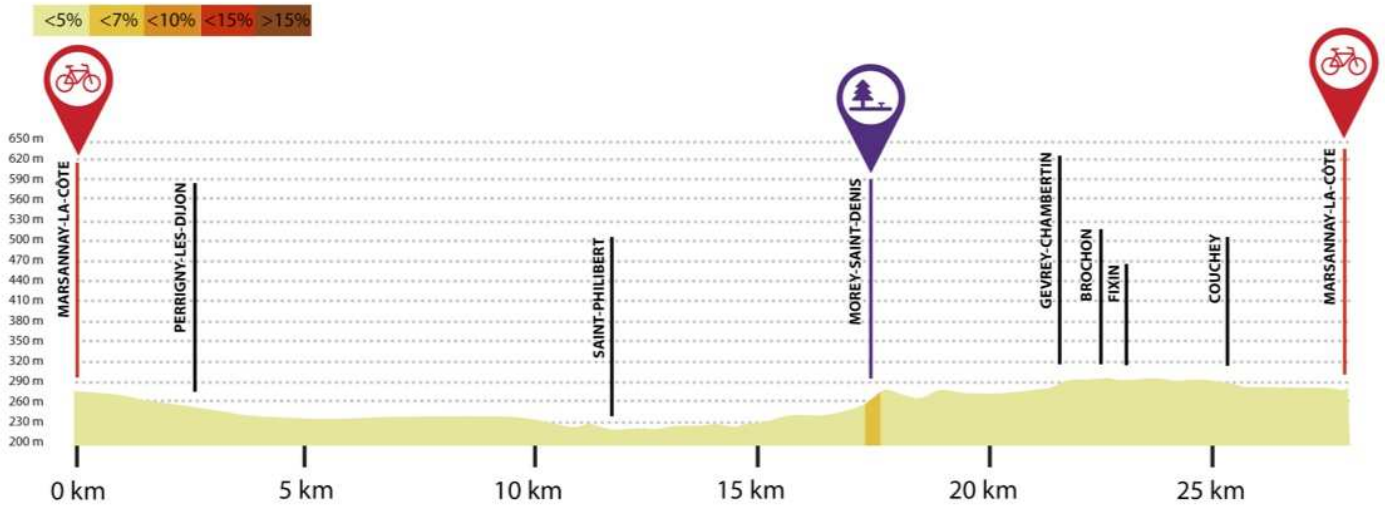 <5% <7% <10% <15% >15%
650 m
620 m
590 m
560 m
530 m
500 m
470 m
440 m
410 m
380 m
350 m
320 m
290 m
260 m
230 m
200 m
MARSANNAY-LA-CÔTE
PERRIGNY-LES-DIJON
SAINT-PHILIBERT
MOREY-SAINT-DENIS
GEVREY-CHAMBERTIN
BROCHON
FIXIN
COUCHEY
MARSANNAY-LA-CÔTE
0 km 5 km 10 km 15 km 20 km 25 km